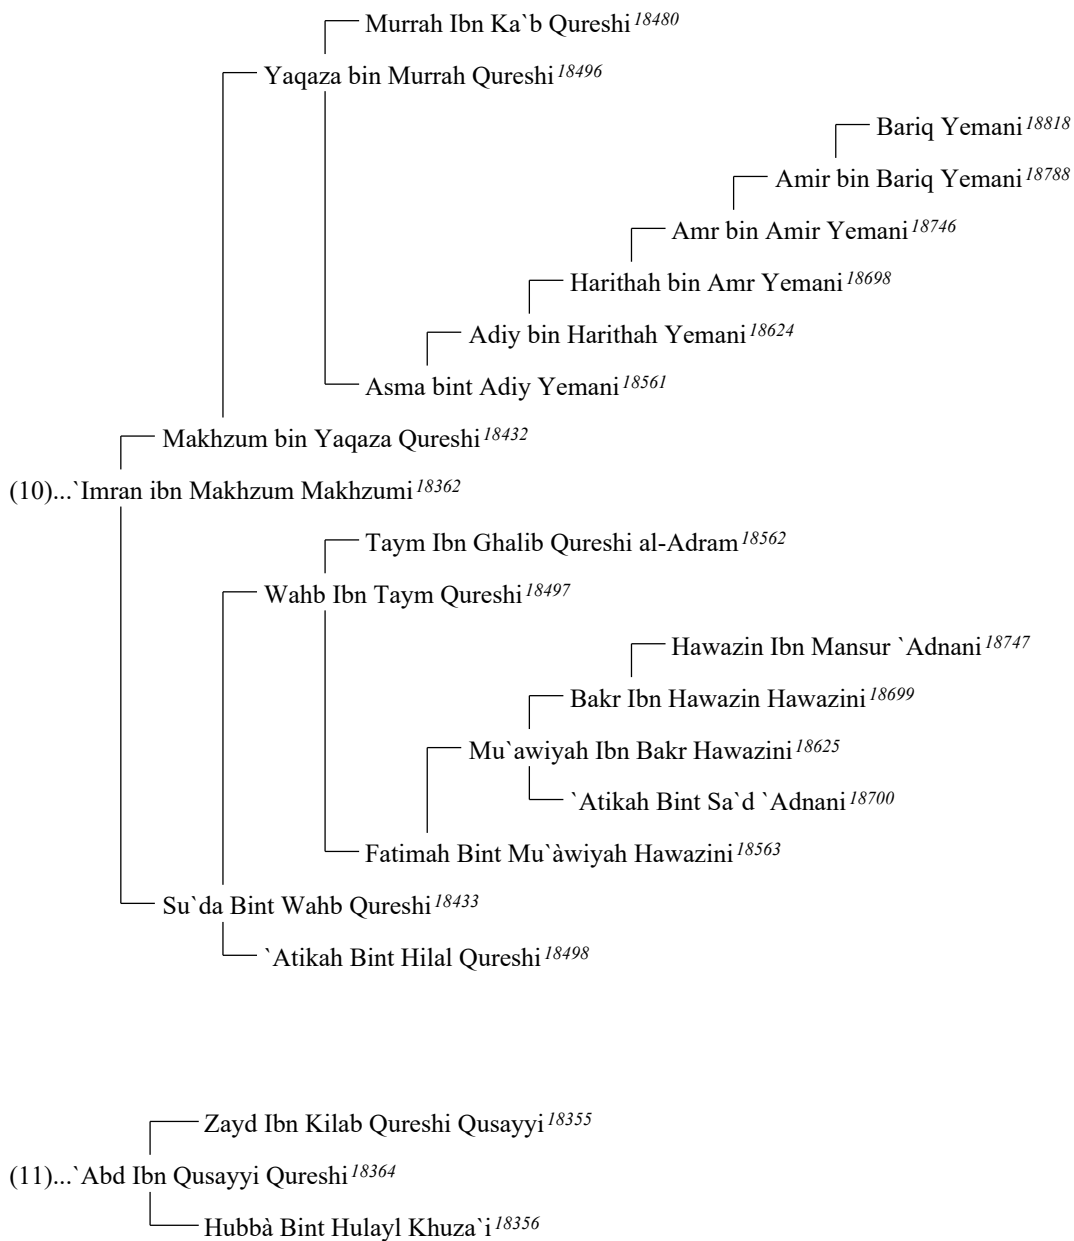 Murrah Ibn Ka`b Qureshi 18480
Yaqaza bin Murrah Qureshi 18496
Bariq Yemani 18818
Amir bin Bariq Yemani 18788
Amr bin Amir Yemani 18746
Harithah bin Amr Yemani 18698
Adiy bin Harithah Yemani 18624
Asma bint Adiy Yemani 18561
Makhzum bin Yaqaza Qureshi 18432
(10)...`Imran ibn Makhzum Makhzumi 18362
Taym Ibn Ghalib Qureshi al-Adram 18562
Wahb Ibn Taym Qureshi 18497
Hawazin Ibn Mansur `Adnani 18747
Bakr Ibn Hawazin Hawazini 18699
Mu`awiyah Ibn Bakr Hawazini 18625
`Atikah Bint Sa`d `Adnani 18700
Fatimah Bint Mu`àwiyah Hawazini 18563
Su`da Bint Wahb Qureshi 18433
`Atikah Bint Hilal Qureshi 18498
Zayd Ibn Kilab Qureshi Qusayyi 18355
(11)...`Abd Ibn Qusayyi Qureshi 18364
Hubbà Bint Hulayl Khuza`i 18356